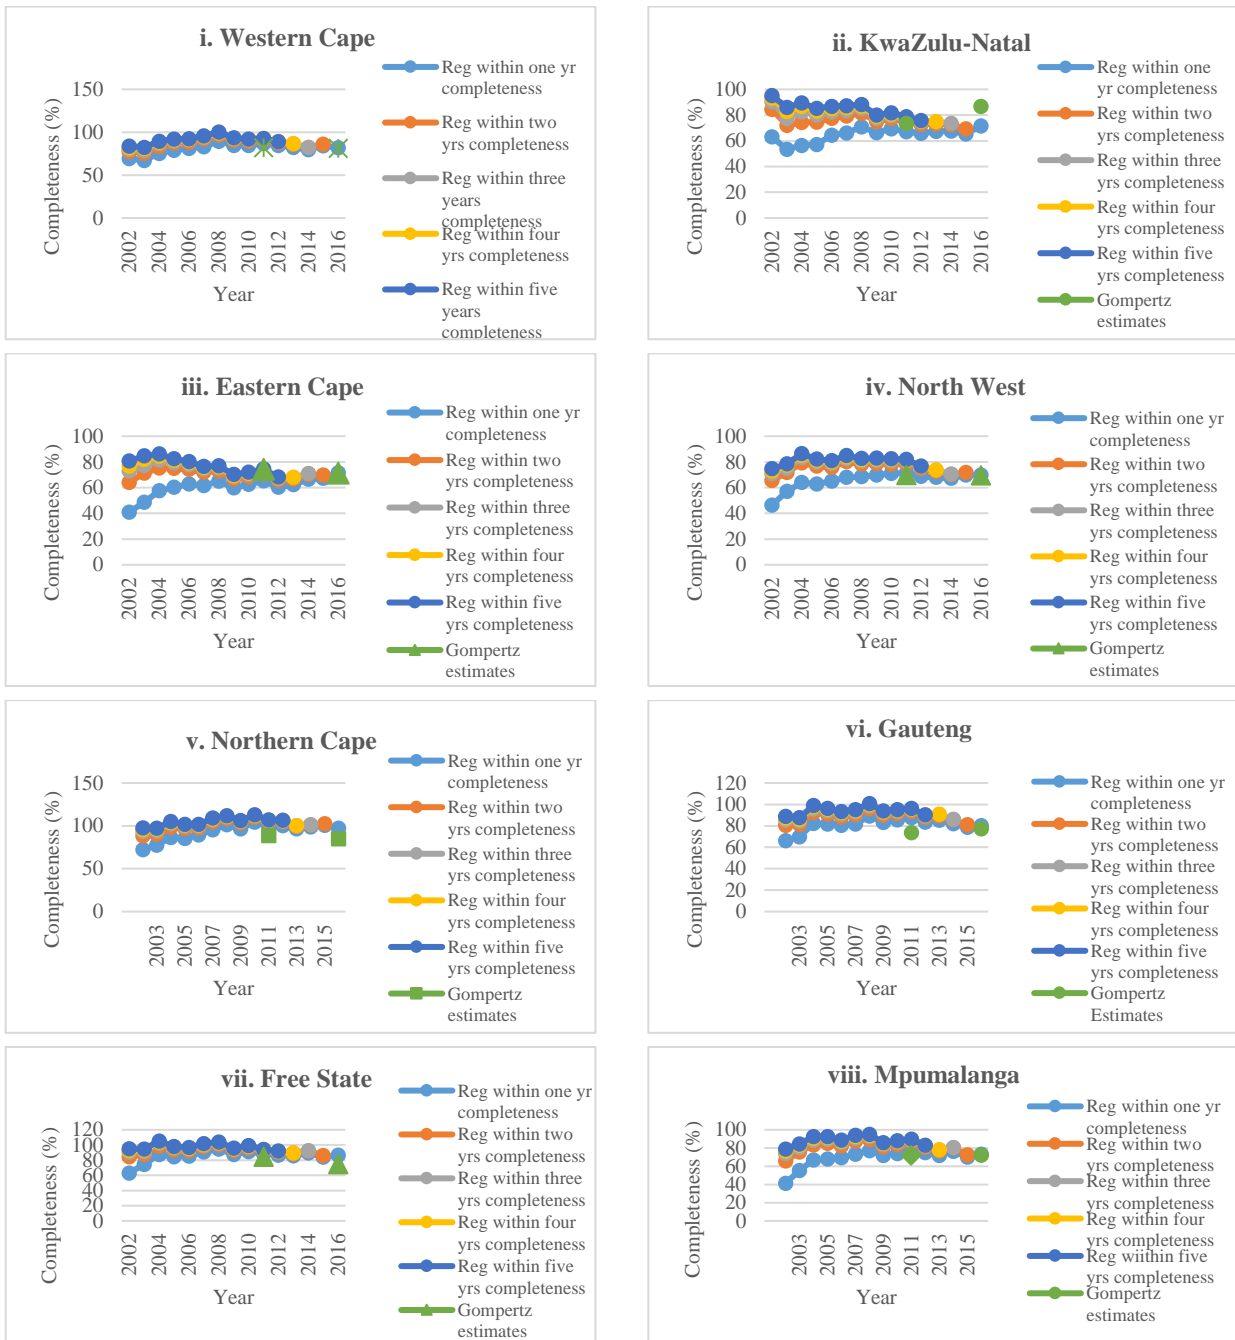 i. Western Cape
Completeness (%)
150
100
50
0
2002
2004
2006
2008
2010
2012
2014
2016
Year
Reg within one yr
completeness
Reg within two
yrs completeness
Reg within three
years
completeness
Reg within four
yrs completeness
Reg within five
years
completeness
ii. KwaZulu-Natal
Completeness (%)
100
80
60
40
20
0
2002
2004
2006
2008
2010
2012
2014
2016
Year
Reg within one
yr completeness
Reg within two
yrs completeness
Reg within three
yrs completeness
Reg within four
yrs completeness
Reg within five
yrs completeness
Gompertz
estimates
iii. Eastern Cape
Completeness (%)
100
80
60
40
20
0
2002
2004
2006
2008
2010
2012
2014
2016
Year
Reg within one yr
completeness
Reg within two
yrs completeness
Reg within three
yrs completeness
Reg within four
yrs completeness
Reg within five
yrs completeness
Gompertz
estimates
iv. North West
Completeness (%)
100
80
60
40
20
0
2002
2004
2006
2008
2010
2012
2014
2016
Year
Reg within one yr
completeness
Reg within two
yrs completeness
Reg within three
yrs completeness
Reg within four
yrs completeness
Reg within five
yrs completeness
Gompertz
estimates
v. Northern Cape
Completeness (%)
150
100
50
0
2003
2005
2007
2009
2011
2013
2015
Year
Reg within one yr
completeness
Reg within two
yrs completeness
Reg within three
yrs completeness
Reg within four
yrs completeness
Reg within five
yrs completeness
Gompertz
estimates
vi. Gauteng
Completeness (%)
120
100
80
60
40
20
0
2003
2005
2007
2009
2011
2013
2015
Year
Reg within one yr
completeness
Reg within two
yrs completeness
Reg within three
yrs completeness
Reg within four
yrs completeness
Reg within five
yrs completeness
Gompertz
Estimates
vii. Free State
Completeness (%)
120
100
80
60
40
20
0
2002
2004
2006
2008
2010
2012
2014
2016
Year
Reg within one yr
completeness
Reg within two
yrs completeness
Reg within three
yrs completeness
Reg within four
yrs completeness
Reg within five
yrs completeness
Gompertz
estimates
viii. Mpumalanga
Completeness (%)
100
80
60
40
20
0
2003
2005
2007
2009
2011
2013
2015
Year
Reg within one yr
completeness
Reg within two
yrs completeness
Reg within three
yrs completeness
Reg within four
yrs completeness
Reg wiithin five
yrs completeness
Gompertz
estimates